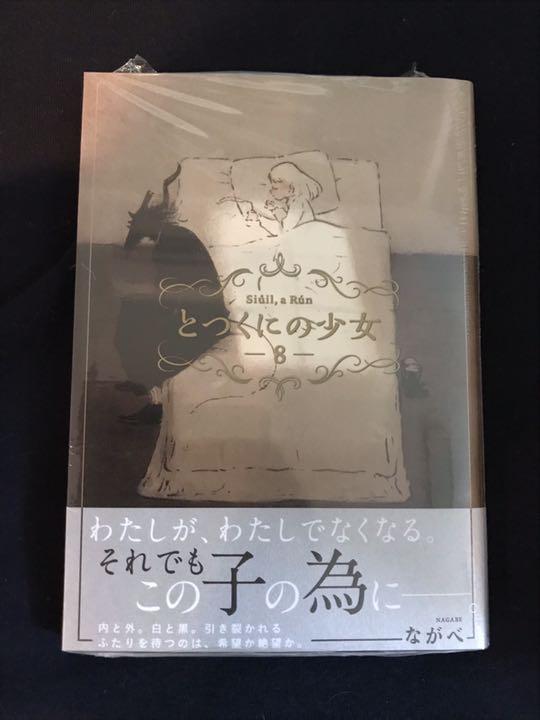 Siúil, a Rún
とつくにの少女
—8—
わたしが、わたしでなくなる。
それでも
この子の為に——。
内と外。白と黒。引き裂かれる
ふたりを待つのは、希望か絶望か。
NAGABE
ながべ